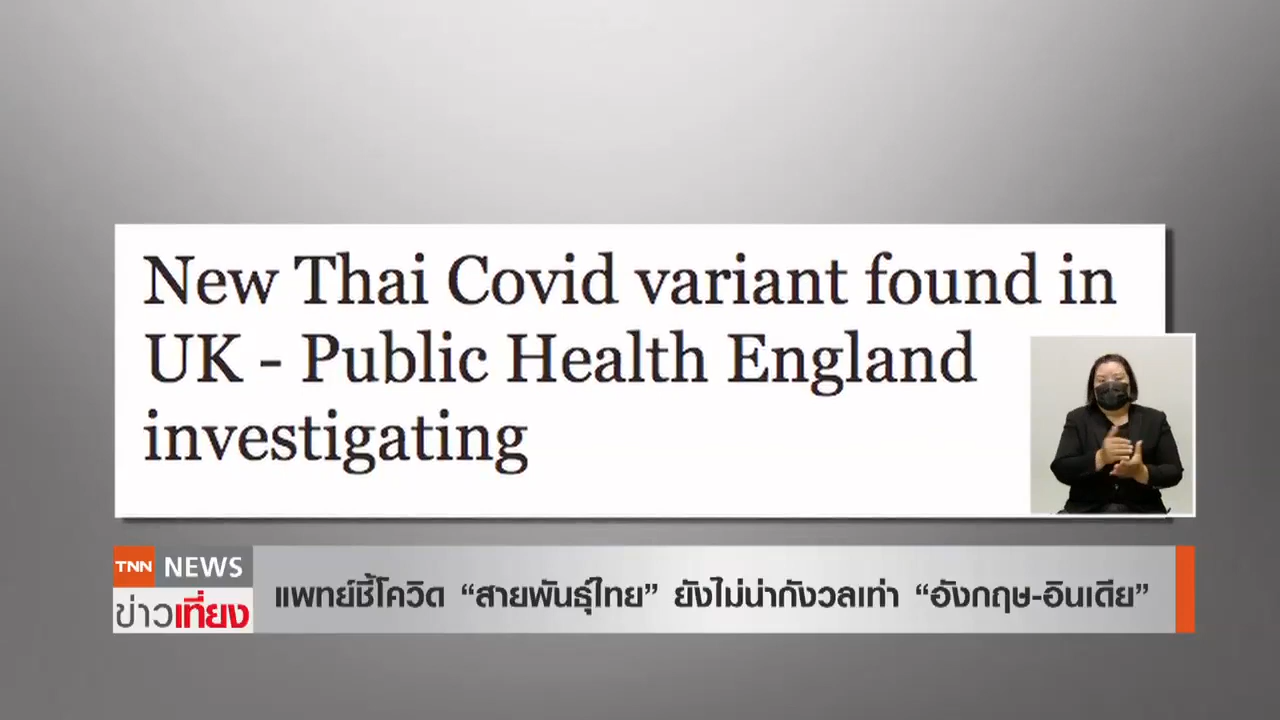 New Thai Covid variant found in
UK - Public Health England
investigating
TNN NEWS
ข่าวเที่ยง
แพทย์ชี้โควิด “สายพันธุ์ไทย” ยังไม่น่ากังวลเท่า “อังกฤษ-อินเดีย”